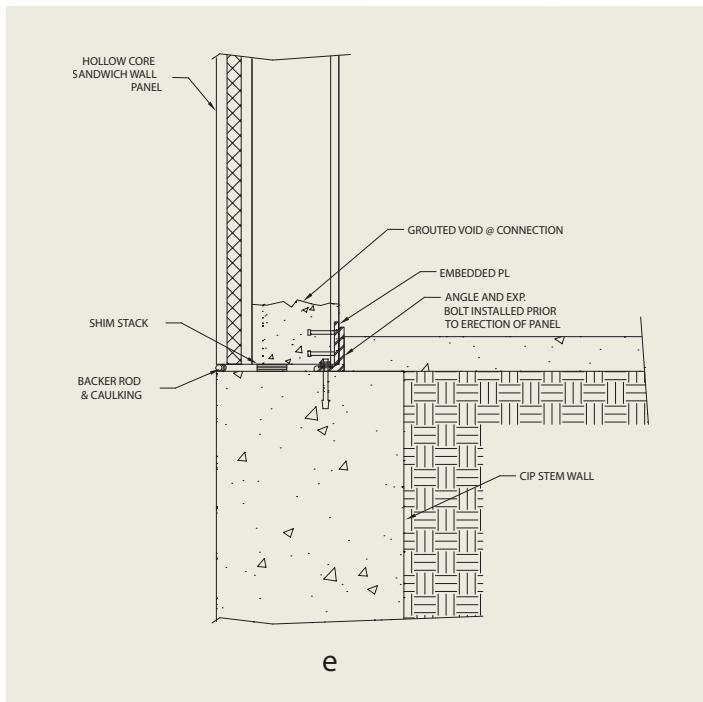 HOLLOW CORE
SANDWICH WALL
PANEL
GROUTED VOID @ CONNECTION
EMBEDDED PL
ANGLE AND EXP.
BOLT INSTALLED PRIOR
TO ERECTION OF PANEL
SHIM STACK
BACKER ROD
& CAULKING
CIP STEM WALL
e